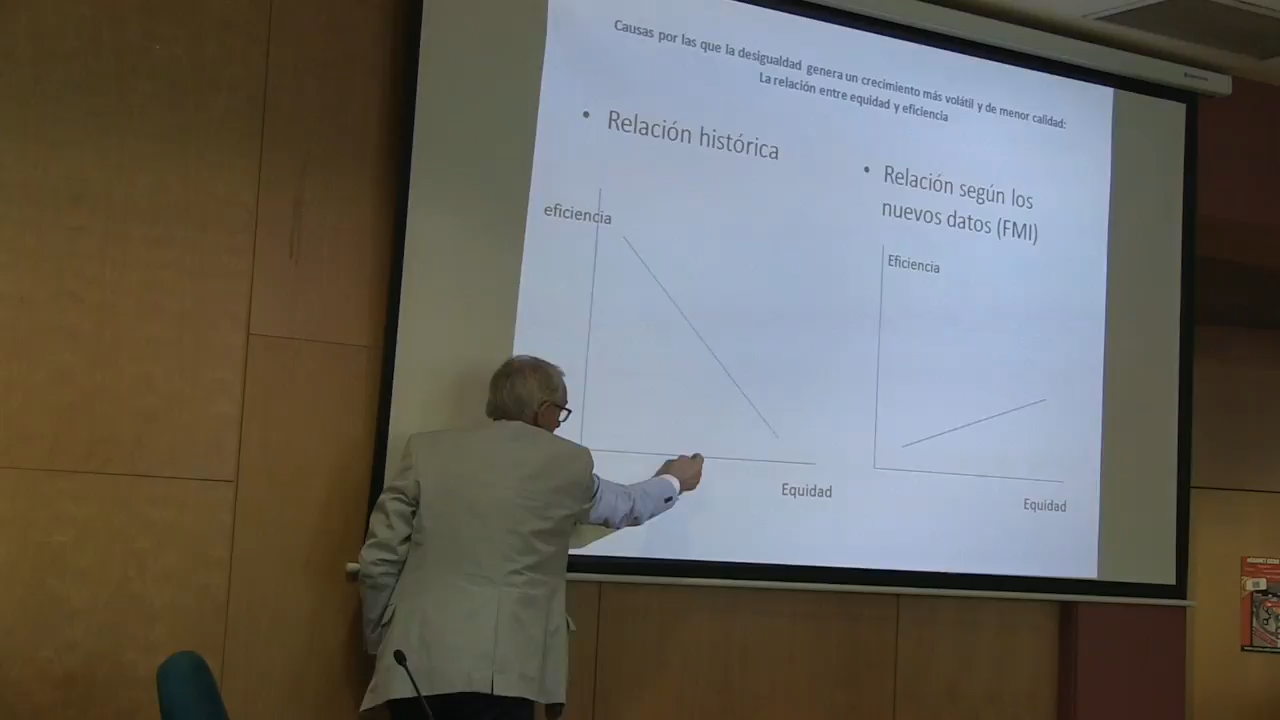 Causas por las que la desigualdad genera un crecimiento más volátil y de menor calidad:
La relación entre equidad y eficiencia
• Relación histórica
eficiencia
Equidad
• Relación según los
nuevos datos (FMI)
Eficiencia
Equidad